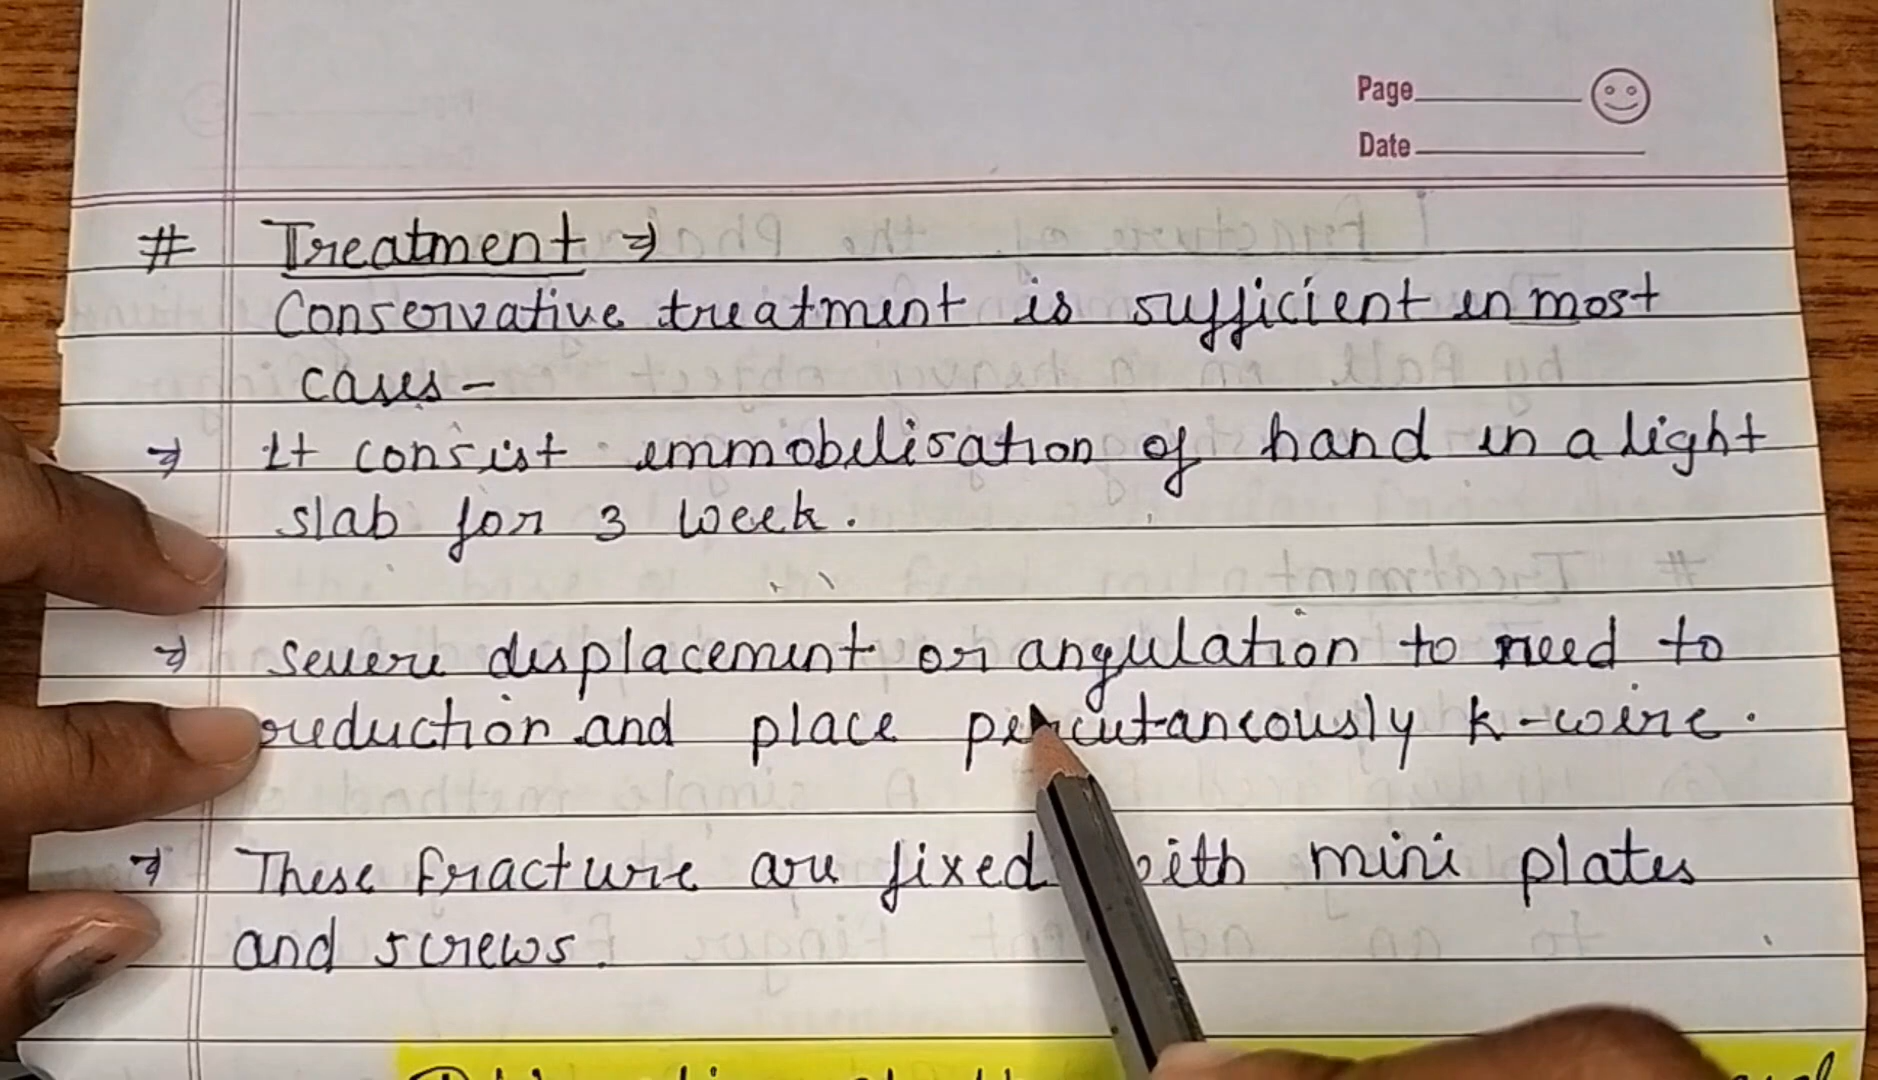 Page
Date
# Treatment ⇒
Conservative treatment is sufficient in most
cases -
⇒ It consist immobilisation of hand in a light
slab for 3 week.
⇒ Severe displacement or angulation to need to
reduction and place percutaneously k-wire.
⇒ These fracture are fixed with mini plates
and screws.